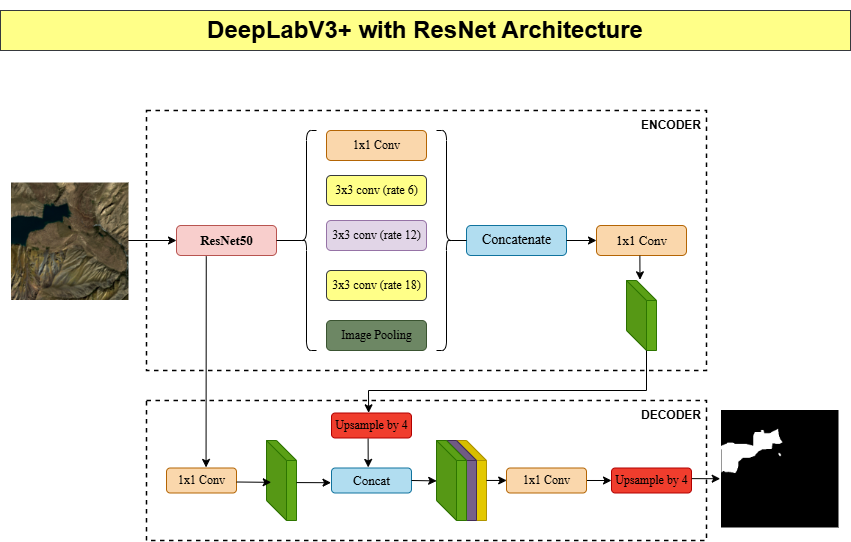 DeepLabV3+ with ResNet Architecture
ENCODER
1x1 Conv
3x3 conv (rate 6)
ResNet50
3x3 conv (rate 12)
Concatenate
1x1 Conv
3x3 conv (rate 18)
Image Pooling
DECODER
Upsample by 4
1x1 Conv
Concat
1x1 Conv
Upsample by 4